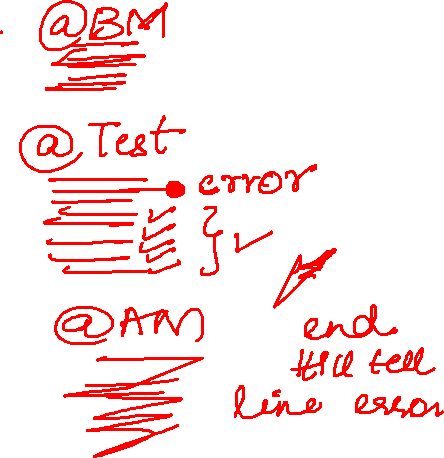 @BM
@Test
error
@AM
end
till tell
line error